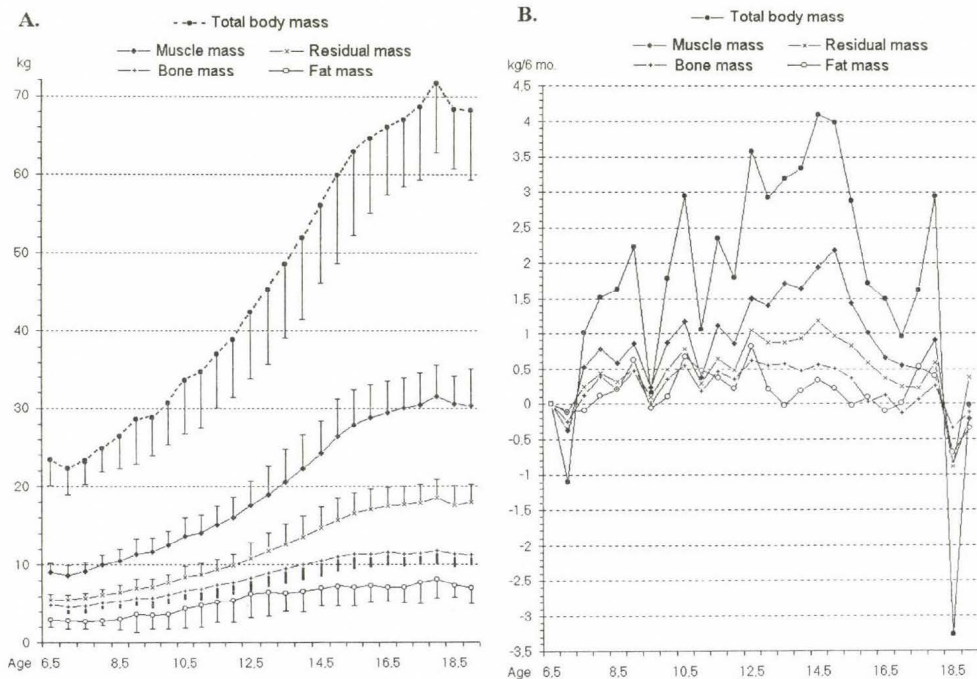 A.
Total body mass
Muscle mass
Residual mass
Bone mass
Fat mass
kg
70
60
50
40
30
20
10
0
Age
6,5
8,5
10,5
12,5
14,5
16,5
18,5
B.
Total body mass
Muscle mass
Residual mass
Bone mass
Fat mass
kg/6 mo.
4,5
4
3,5
3
2,5
2
1,5
1
0,5
0
-0,5
-1
-1,5
-2
-2,5
-3
-3,5
Age
6,5
8,5
10,5
12,5
14,5
16,5
18,5